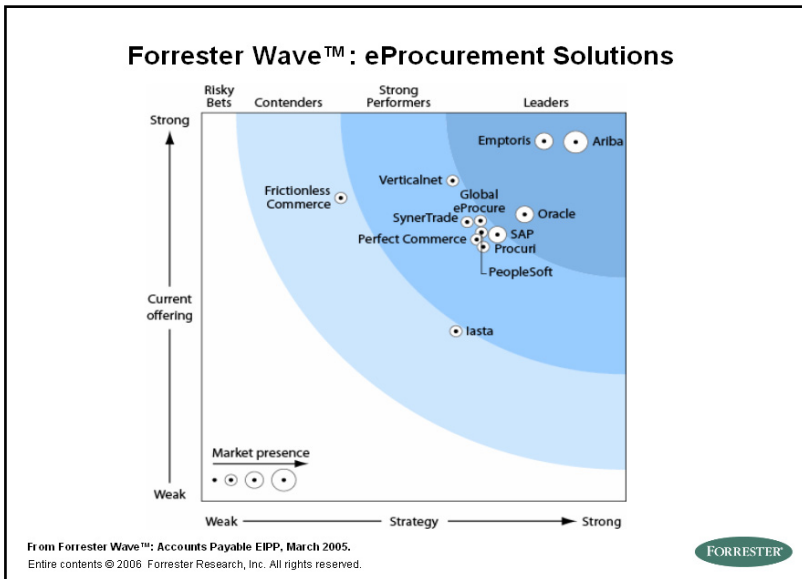 Forrester Wave™: eProcurement Solutions
Risky
Bets
Contenders
Strong
Performers
Leaders
Strong
Emptoris
Ariba
Verticalnet
Frictionless
Commerce
Global
eProcure
SynerTrade
Oracle
SAP
Perfect Commerce
Procuri
PeopleSoft
Current
offering
Iasta
Market presence
Weak
Weak
Strategy
Strong
From Forrester Wave™: Accounts Payable EIPP, March 2005.
Entire contents © 2006 Forrester Research, Inc. All rights reserved.
FORRESTER®